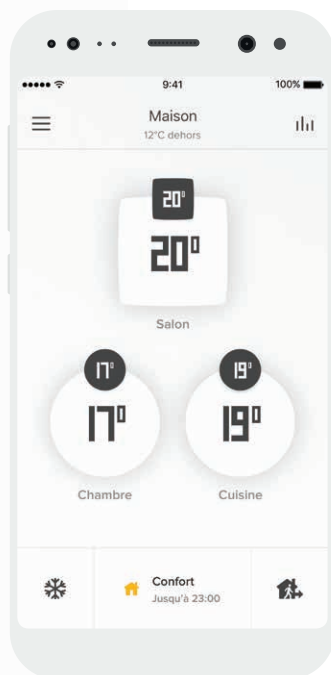 9:41
100%
Maison
12°C dehors
20°
20°
Salon
17°
17°
19°
19°
Chambre
Cuisine
Confort
Jusqu'à 23:00